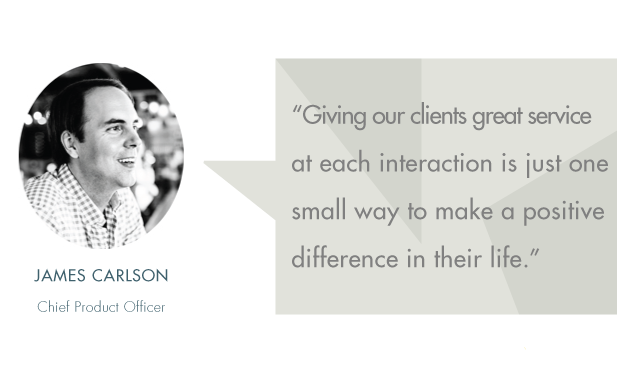 “Giving our clients great service
at each interaction is just one
small way to make a positive
difference in their life.”
JAMES CARLSON
Chief Product Officer